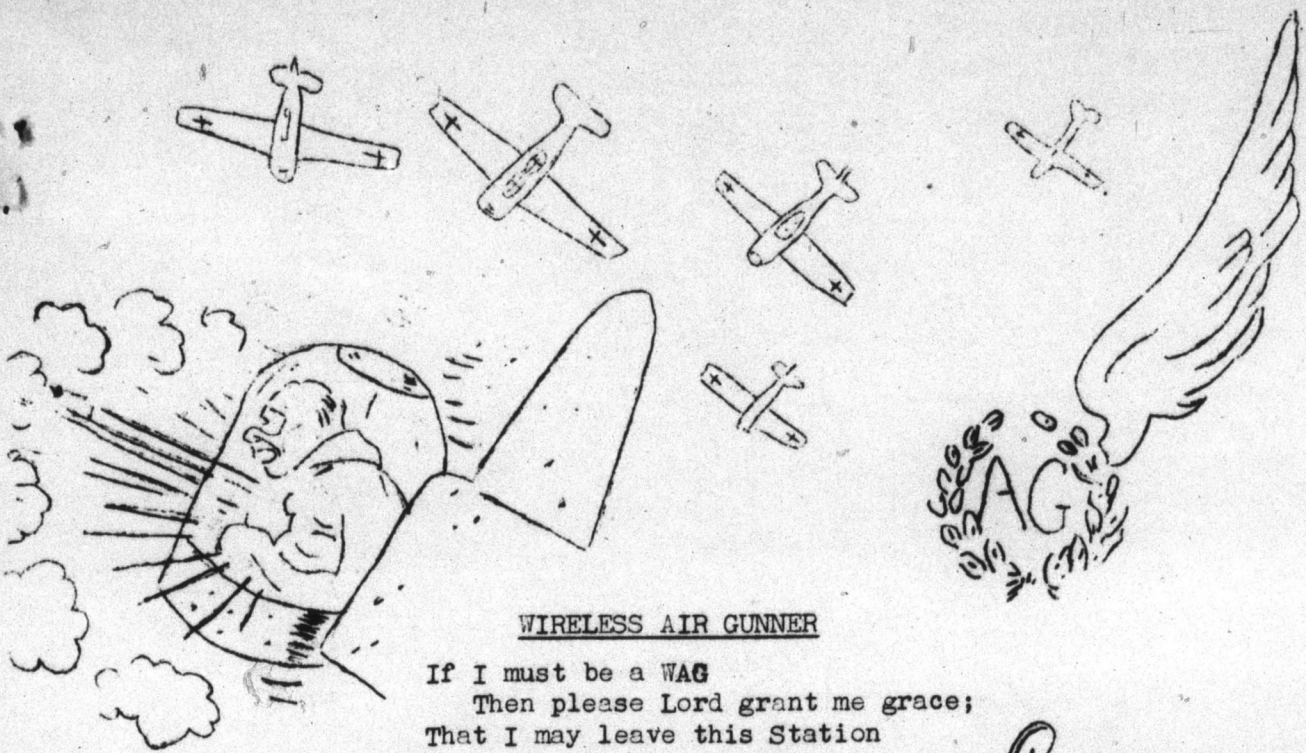 AG
WIRELESS AIR GUNNER
If I must be a WAG
Then please Lord grant me grace;
That I may leave this Station